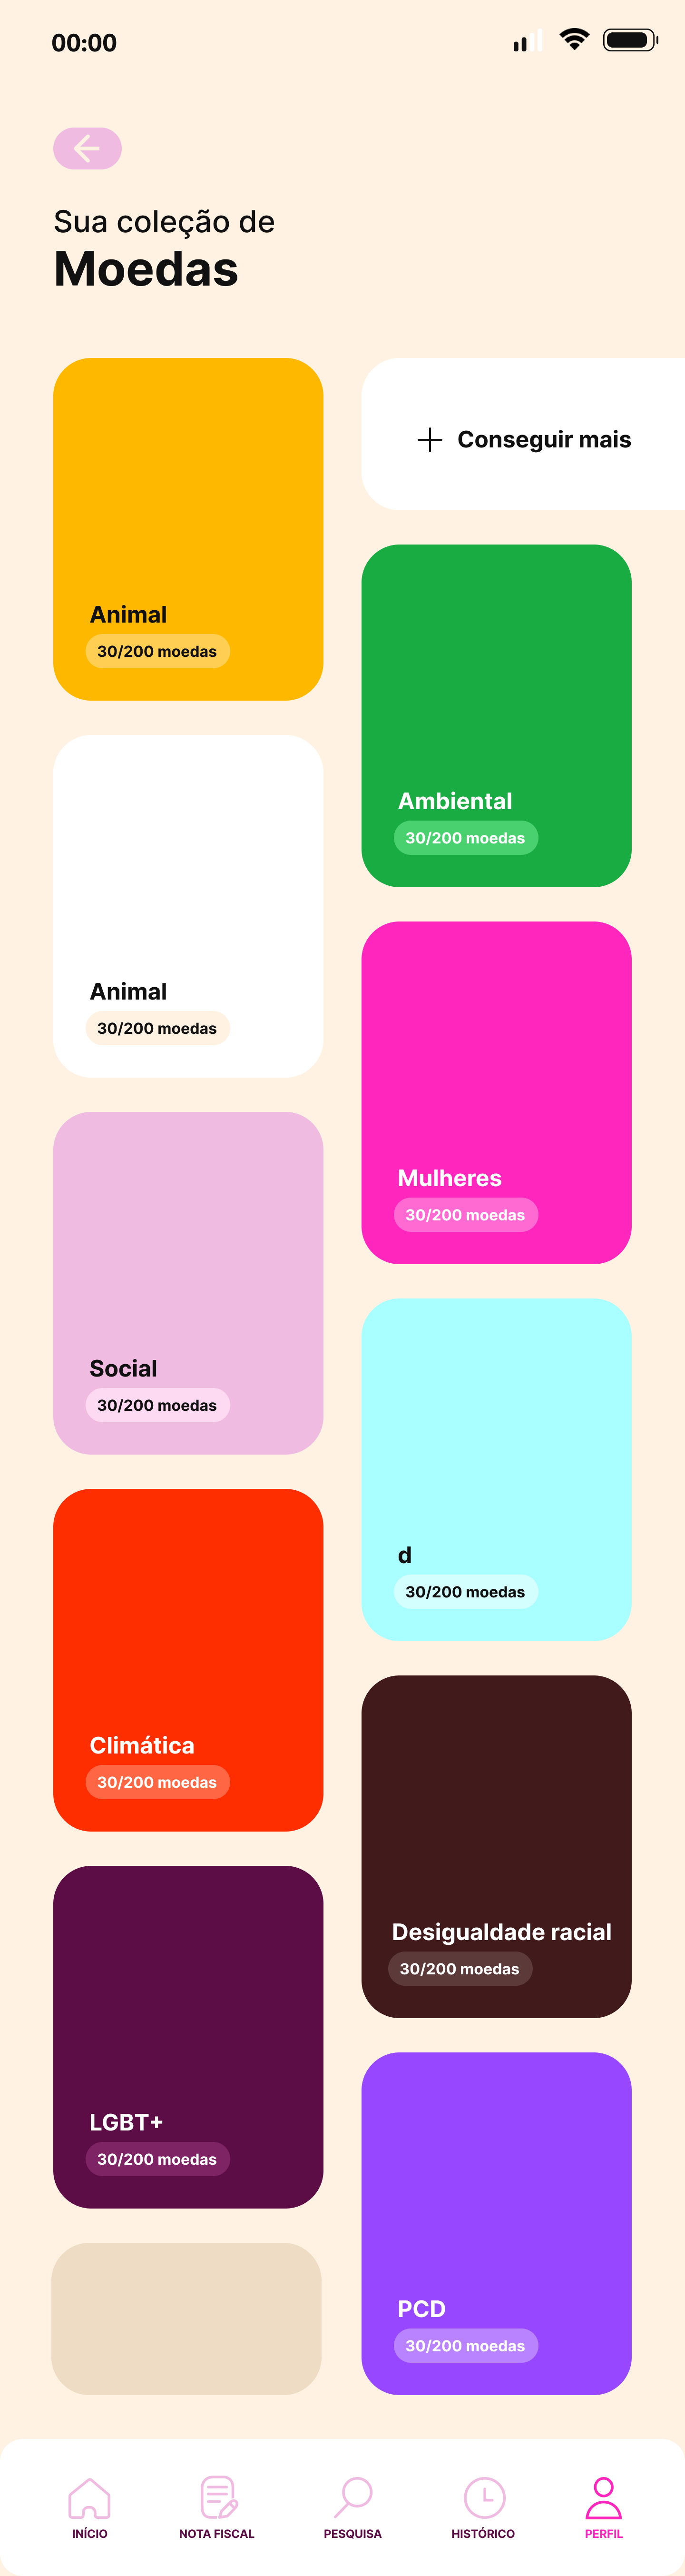 00:00
Sua coleção de
Moedas
Conseguir mais
Animal
30/200 moedas
Ambiental
30/200 moedas
Animal
30/200 moedas
Mulheres
30/200 moedas
Social
30/200 moedas
d
30/200 moedas
Climática
30/200 moedas
Desigualdade racial
30/200 moedas
LGBT+
30/200 moedas
PCD
30/200 moedas
INÍCIO
NOTA FISCAL
PESQUISA
HISTÓRICO
PERFIL